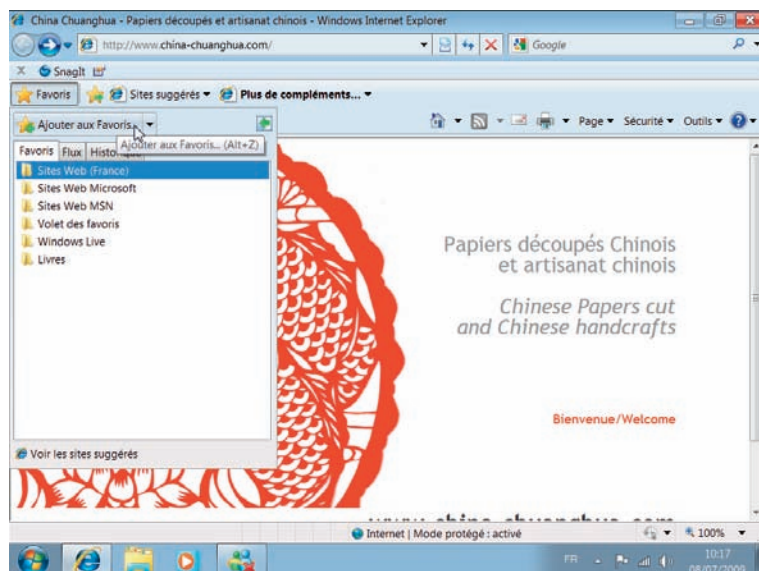 China Chuanghua - Papiers découpés et artisanat chinois - Windows Internet Explorer
http://www.china-chuanghua.com/
Google
X SnagIt
Favoris Sites suggérés Plus de compléments...
Ajouter aux Favoris...
Page Sécurité Outils
Ajouter aux Favoris... (Alt+Z)
Favoris Flux
Sites Web (France)
Sites Web Microsoft
Sites Web MSN
Volet des favoris
Windows Live
Livres
Papiers découpés Chinois
et artisanat chinois
Chinese Papers cut
and Chinese handcrafts
Bienvenue/Welcome
Voir les sites suggérés
Internet | Mode protégé : activé
100%
FR
10:17
08/07/2009